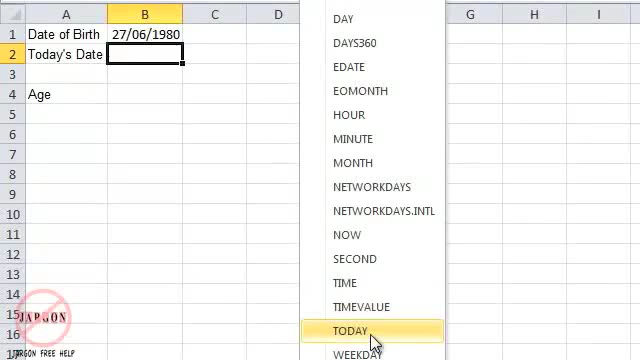 A B C D G H I
1 Date of Birth 27/06/1980
2 Today's Date
3
4 Age
5
6
7
8
9
10
11
12
13
14
15
16
DAY
DAYS360
EDATE
EOMONTH
HOUR
MINUTE
MONTH
NETWORKDAYS
NETWORKDAYS.INTL
NOW
SECOND
TIME
TIMEVALUE
TODAY
WEEKDAY
JARGON
JARGON FREE HELP